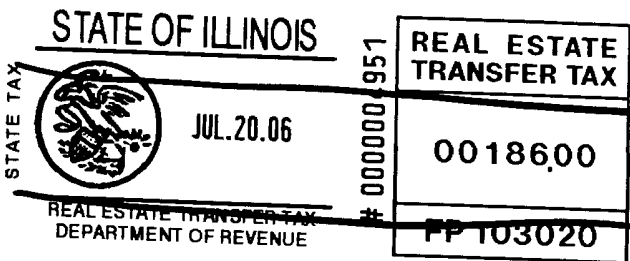 STATE OF ILLINOIS
STATE TAX
JUL.20.06
REAL ESTATE TRANSFER TAX
DEPARTMENT OF REVENUE
# 0000004951
REAL ESTATE
TRANSFER TAX
00186.00
FP 103020